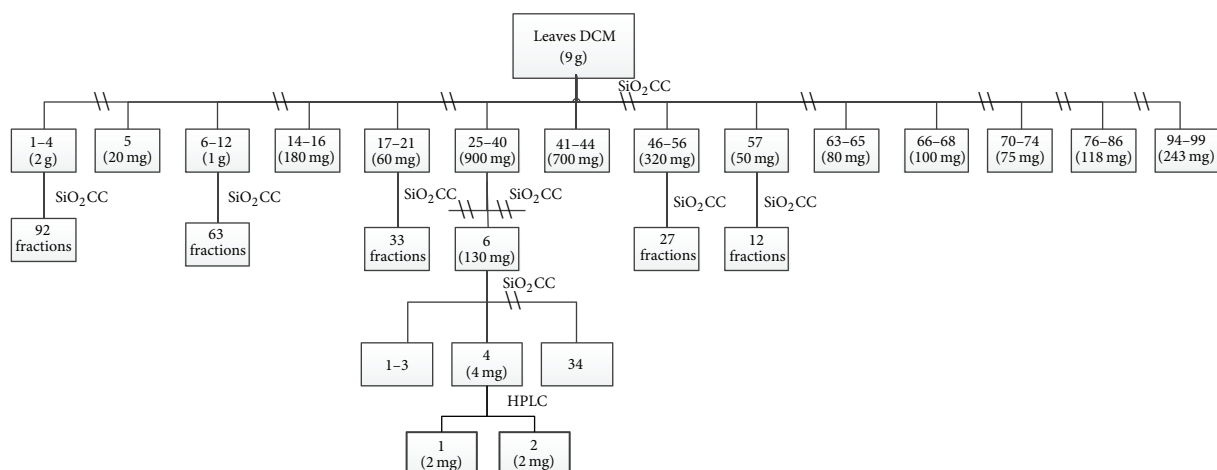 Leaves DCM
(9 g)
SiO₂CC
1–4
(2 g)
5
(20 mg)
6–12
(1 g)
14–16
(180 mg)
17–21
(60 mg)
25–40
(900 mg)
41–44
(700 mg)
46–56
(320 mg)
57
(50 mg)
63–65
(80 mg)
66–68
(100 mg)
70–74
(75 mg)
76–86
(118 mg)
94–99
(243 mg)
SiO₂CC
SiO₂CC
SiO₂CC
SiO₂CC
SiO₂CC
SiO₂CC
92
fractions
63
fractions
33
fractions
6
(130 mg)
27
fractions
12
fractions
SiO₂CC
1–3
4
(4 mg)
34
HPLC
1
(2 mg)
2
(2 mg)